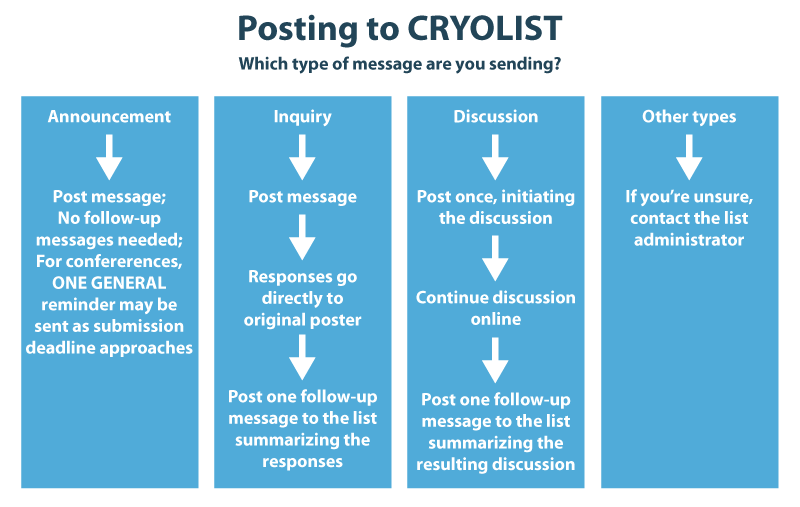 Posting to CRYOLIST
Which type of message are you sending?
Announcement
Post message;
No follow-up
messages needed;
For confererences,
ONE GENERAL
reminder may be
sent as submission
deadline approaches
Inquiry
Post message
Responses go
directly to
original poster
Post one follow-up
message to the list
summarizing the
responses
Discussion
Post once, initiating
the discussion
Continue discussion
online
Post one follow-up
message to the list
summarizing the
resulting discussion
Other types
If you’re unsure,
contact the list
administrator